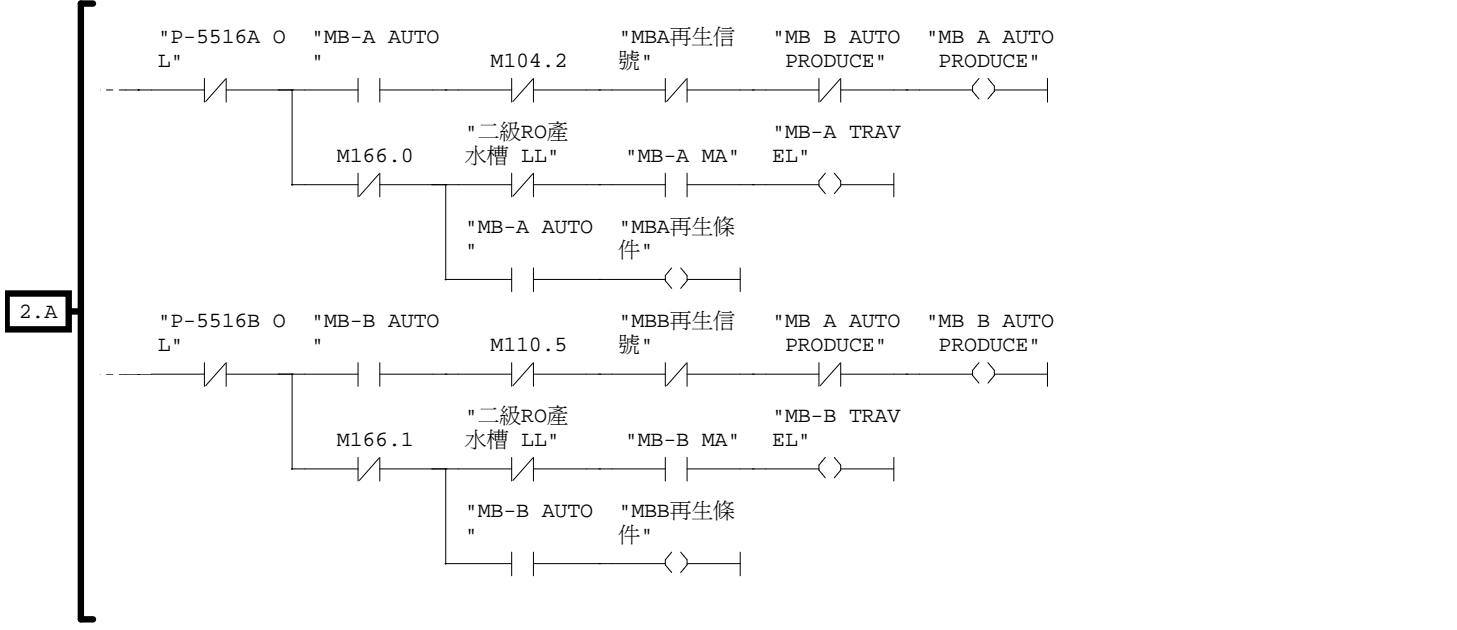 "P-5516A O "MB-A AUTO "MBA再生信 "MB B AUTO "MB A AUTO
L" " M104.2 號" PRODUCE" PRODUCE"
"二級RO產 "MB-A TRAV
M166.0 水槽 LL" "MB-A MA" EL"
"MB-A AUTO "MBA再生條
" 件"
2.A
"P-5516B O "MB-B AUTO "MBB再生信 "MB A AUTO "MB B AUTO
L" " M110.5 號" PRODUCE" PRODUCE"
"二級RO產 "MB-B TRAV
M166.1 水槽 LL" "MB-B MA" EL"
"MB-B AUTO "MBB再生條
" 件"